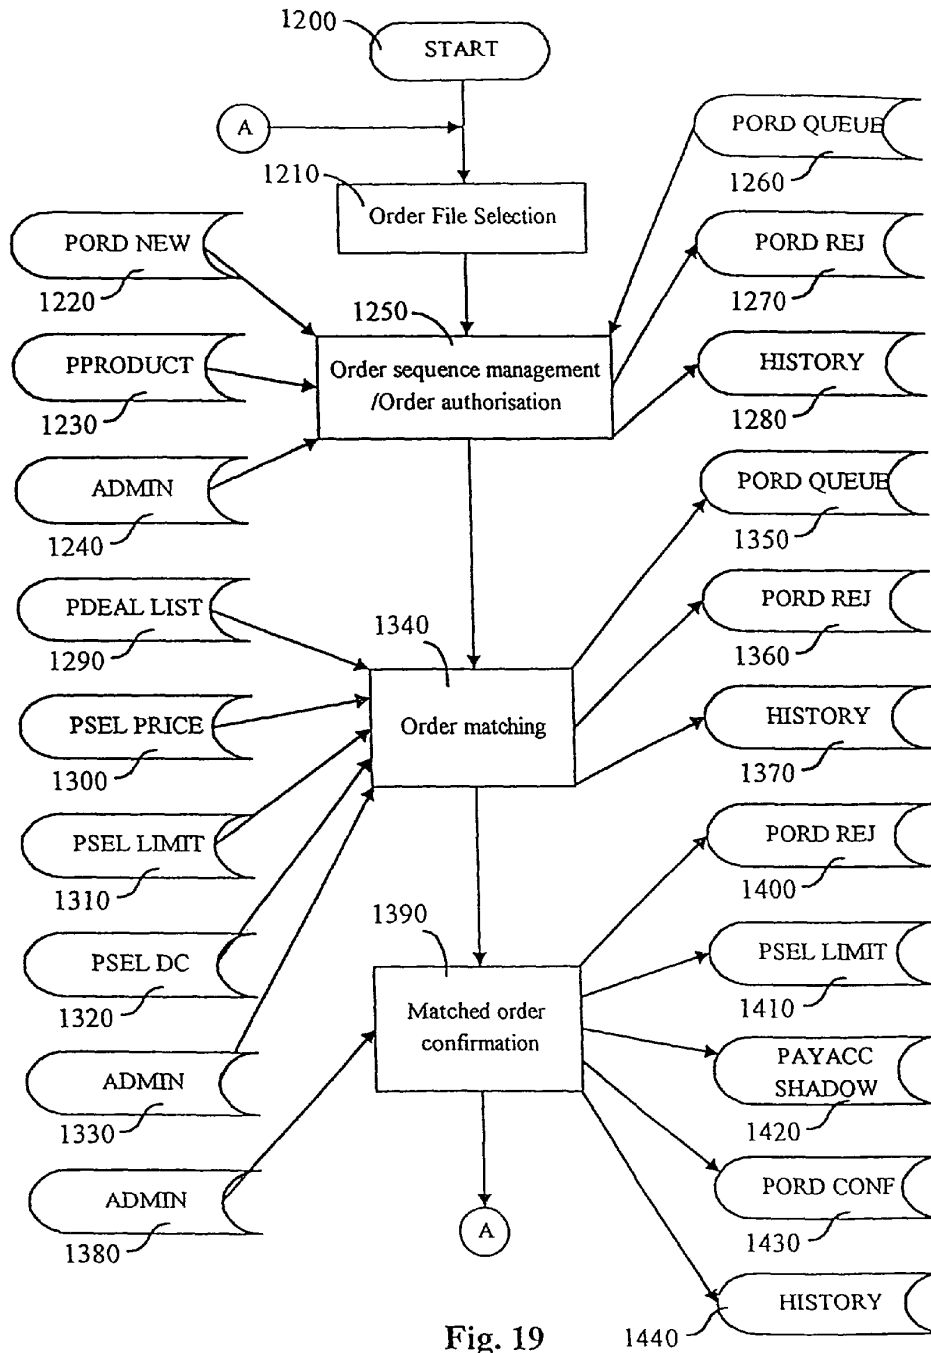 1200
START
A
PORD QUEUE
1260
1210
Order File Selection
PORD NEW
1220
PORD REJ
1270
1250
Order sequence management
/Order authorisation
PPRODUCT
1230
HISTORY
1280
ADMIN
1240
PORD QUEUE
1350
PDEAL LIST
1290
1340
Order matching
PORD REJ
1360
PSEL PRICE
1300
HISTORY
1370
PSEL LIMIT
1310
PORD REJ
1400
1390
Matched order
confirmation
PSEL DC
1320
PSEL LIMIT
1410
ADMIN
1330
PAYACC
SHADOW
1420
ADMIN
1380
PORD CONF
1430
A
HISTORY
1440
Fig. 19